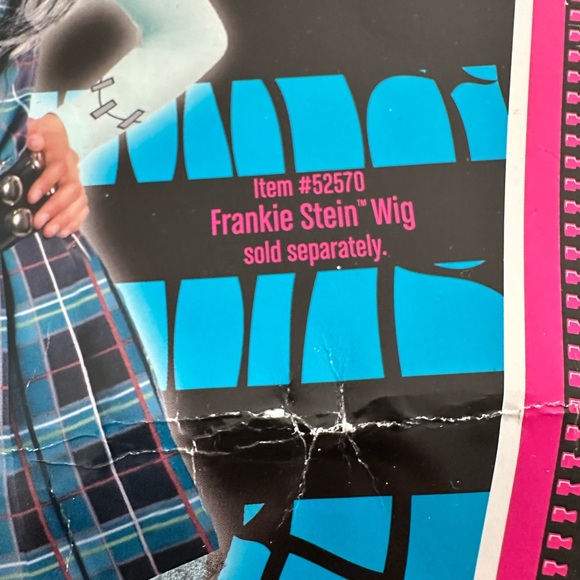 Item #52570
Frankie Stein™ Wig
sold separately.